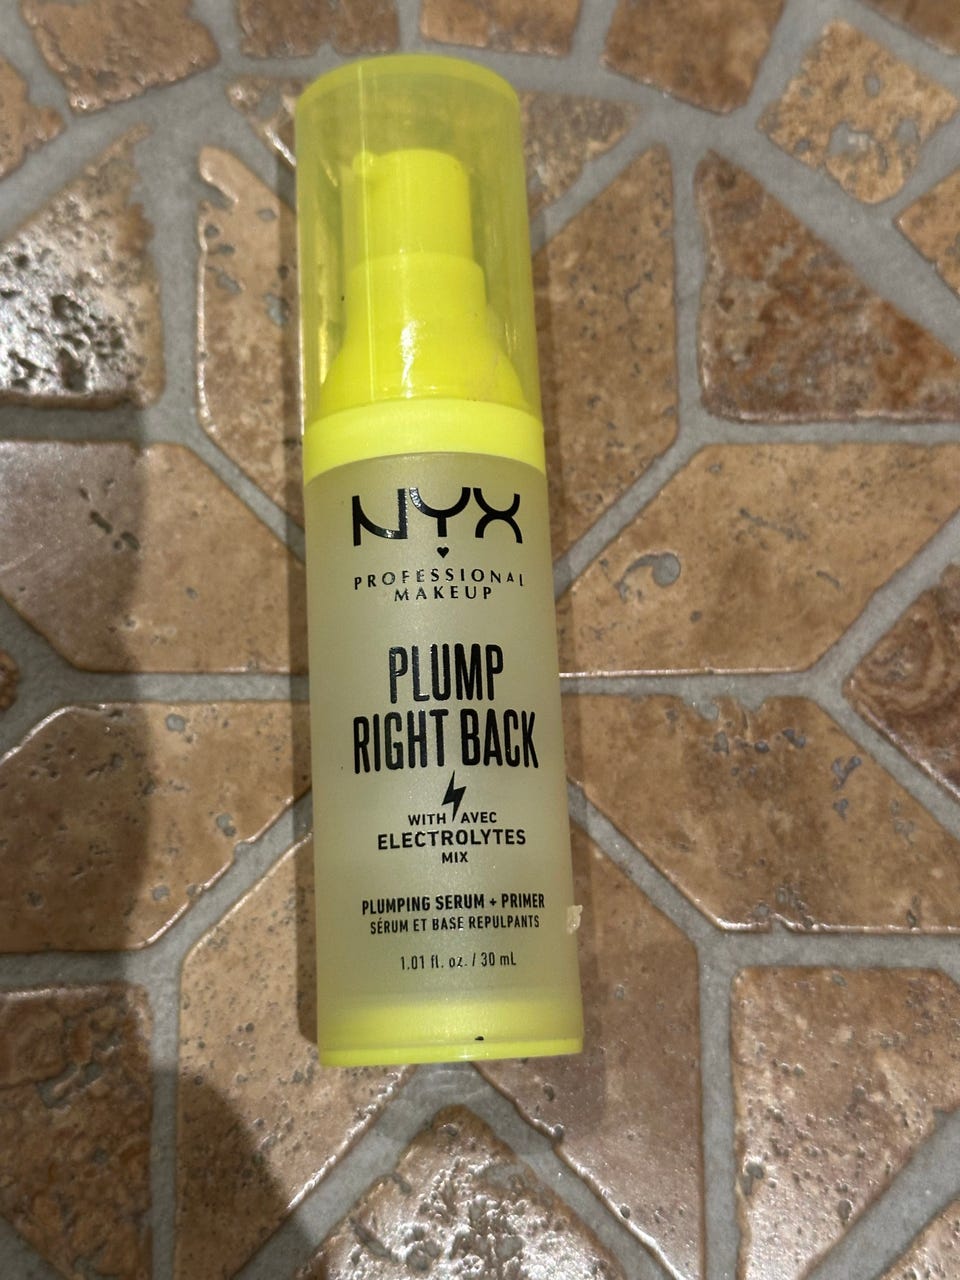 NYX
PROFESSIONAL
MAKEUP
PLUMP
RIGHT BACK
WITH AVEC
ELECTROLYTES
MIX
PLUMPING SERUM + PRIMER
SÉRUM ET BASE REPULPANTS
1.01 fl. oz. / 30 mL